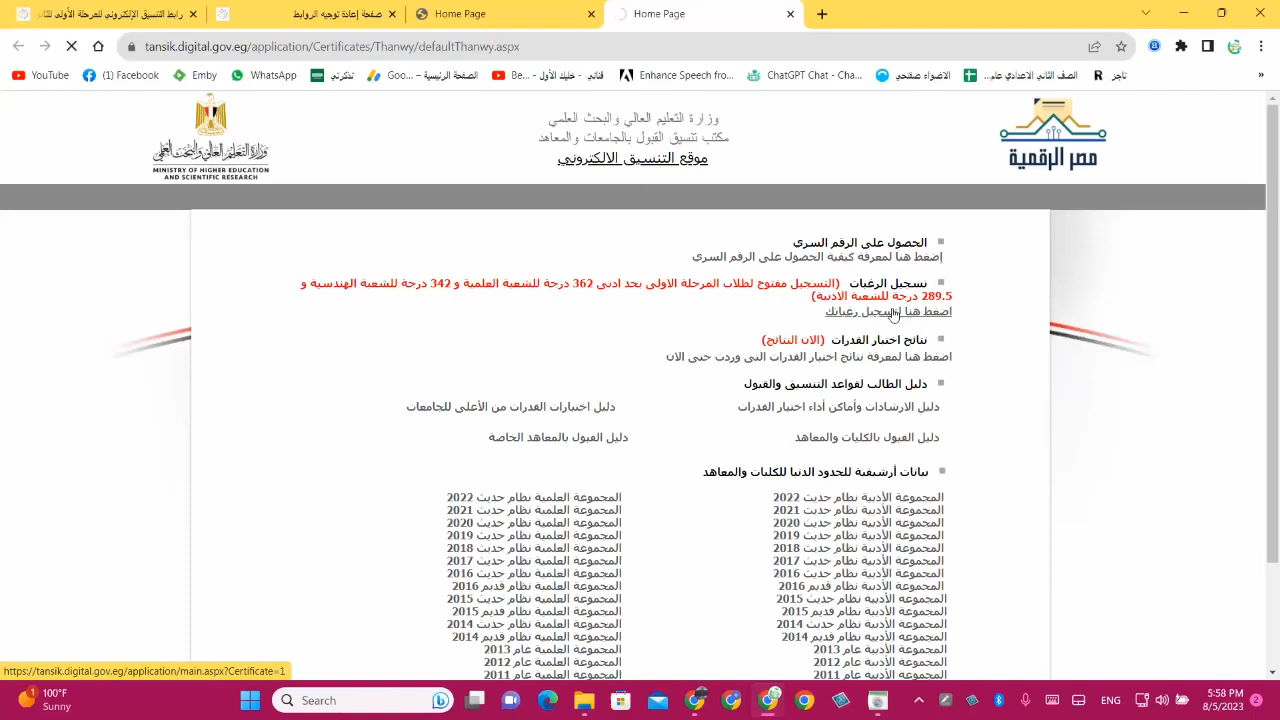 رابط التنسيق الإلكتروني للمرحلة الأولى للثان
صفحة إعادة توجيه الروابط
Home Page
Home Page
tansik.digital.gov.eg/application/Certificates/Thanwy/defaultThanwy.aspx
YouTube
(1) Facebook
Emby
WhatsApp
تذكرتي
الصفحة الرئيسية – Goo...
قناتي - خليك الأول - Be...
Enhance Speech from...
ChatGPT Chat - Cha...
الاضواء صفحتي
الصف الثاني الاعدادي عام...
تاجر
وزارة التعليم العالي والبحث العلمي
مكتب تنسيق القبول بالجامعات والمعاهد
موقع التنسيق الالكتروني
وزارة التعليم العالي والبحث العلمي
MINISTRY OF HIGHER EDUCATION
AND SCIENTIFIC RESEARCH
مصر الرقمية
الحصول على الرقم السري
إضغط هنا لمعرفة كيفية الحصول على الرقم السري
تسجيل الرغبات (التسجيل مفتوح لطلاب المرحلة الاولى بحد ادنى 362 درجة للشعبة العلمية و 342 درجة للشعبة الهندسية و
289.5 درجة للشعبة الادبية)
اضغط هنا لتسجيل رغباتك
نتائج اختبار القدرات (الان النتائج)
اضغط هنا لمعرفة نتائج اختبار القدرات التى وردت حتى الان
دليل الطالب لقواعد التنسيق والقبول
دليل الارشادات وأماكن أداء اختبار القدرات
دليل اختبارات القدرات من الأعلى للجامعات
دليل القبول بالكليات والمعاهد
دليل القبول بالمعاهد الخاصة
بيانات أرشيفية للحدود الدنيا للكليات والمعاهد
المجموعة الأدبية نظام حديث 2022
المجموعة العلمية نظام حديث 2022
المجموعة الأدبية نظام حديث 2021
المجموعة العلمية نظام حديث 2021
المجموعة الأدبية نظام حديث 2020
المجموعة العلمية نظام حديث 2020
المجموعة الأدبية نظام حديث 2019
المجموعة العلمية نظام حديث 2019
المجموعة الأدبية نظام حديث 2018
المجموعة العلمية نظام حديث 2018
المجموعة الأدبية نظام حديث 2017
المجموعة العلمية نظام حديث 2017
المجموعة الأدبية نظام حديث 2016
المجموعة العلمية نظام حديث 2016
المجموعة الأدبية نظام قديم 2016
المجموعة العلمية نظام قديم 2016
المجموعة الأدبية نظام حديث 2015
المجموعة العلمية نظام حديث 2015
المجموعة الأدبية نظام قديم 2015
المجموعة العلمية نظام قديم 2015
المجموعة الأدبية نظام حديث 2014
المجموعة العلمية نظام حديث 2014
المجموعة الأدبية نظام قديم 2014
المجموعة العلمية نظام قديم 2014
المجموعة الأدبية عام 2013
المجموعة العلمية عام 2013
المجموعة الأدبية عام 2012
المجموعة العلمية عام 2012
المجموعة الأدبية عام 2011
المجموعة العلمية عام 2011
https://tansik.digital.gov.eg/application/main.aspx?Certificate=1
1
100°F
Sunny
Search
ENG
5:58 PM
8/5/2023
2